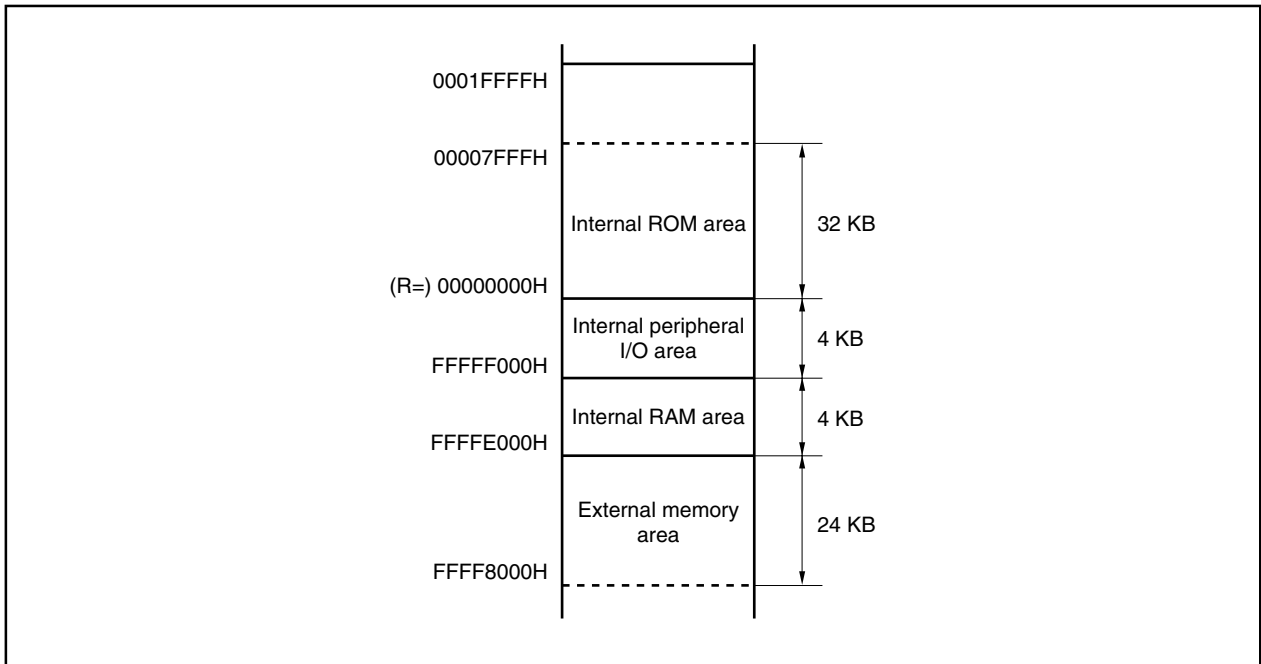 0001FFFFH
00007FFFH
Internal ROM area
32 KB
(R=) 00000000H
Internal peripheral
I/O area
4 KB
FFFFF000H
Internal RAM area
4 KB
FFFFE000H
External memory
area
24 KB
FFFF8000H